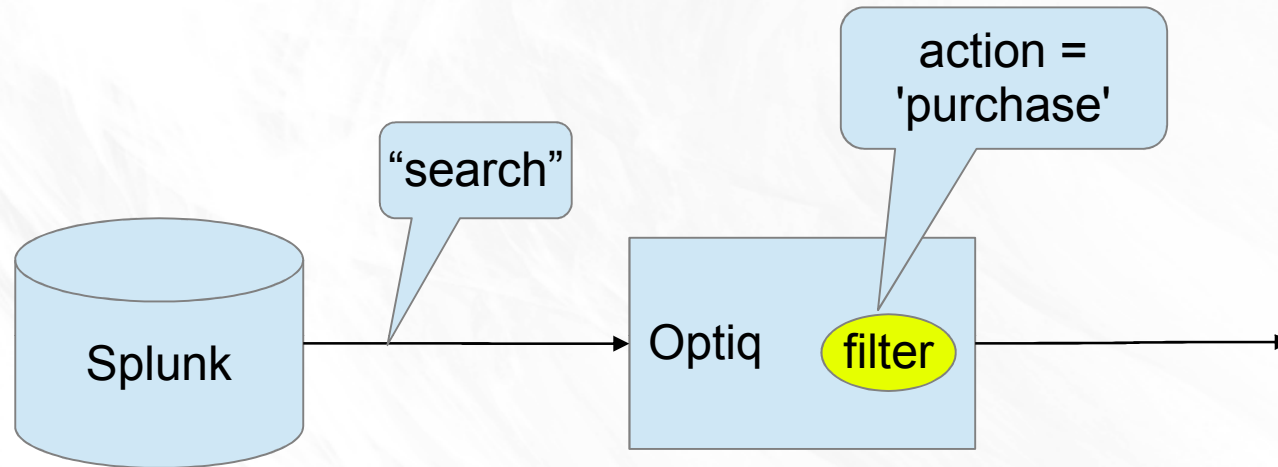 action =
'purchase'
“search”
Splunk
Optiq
filter